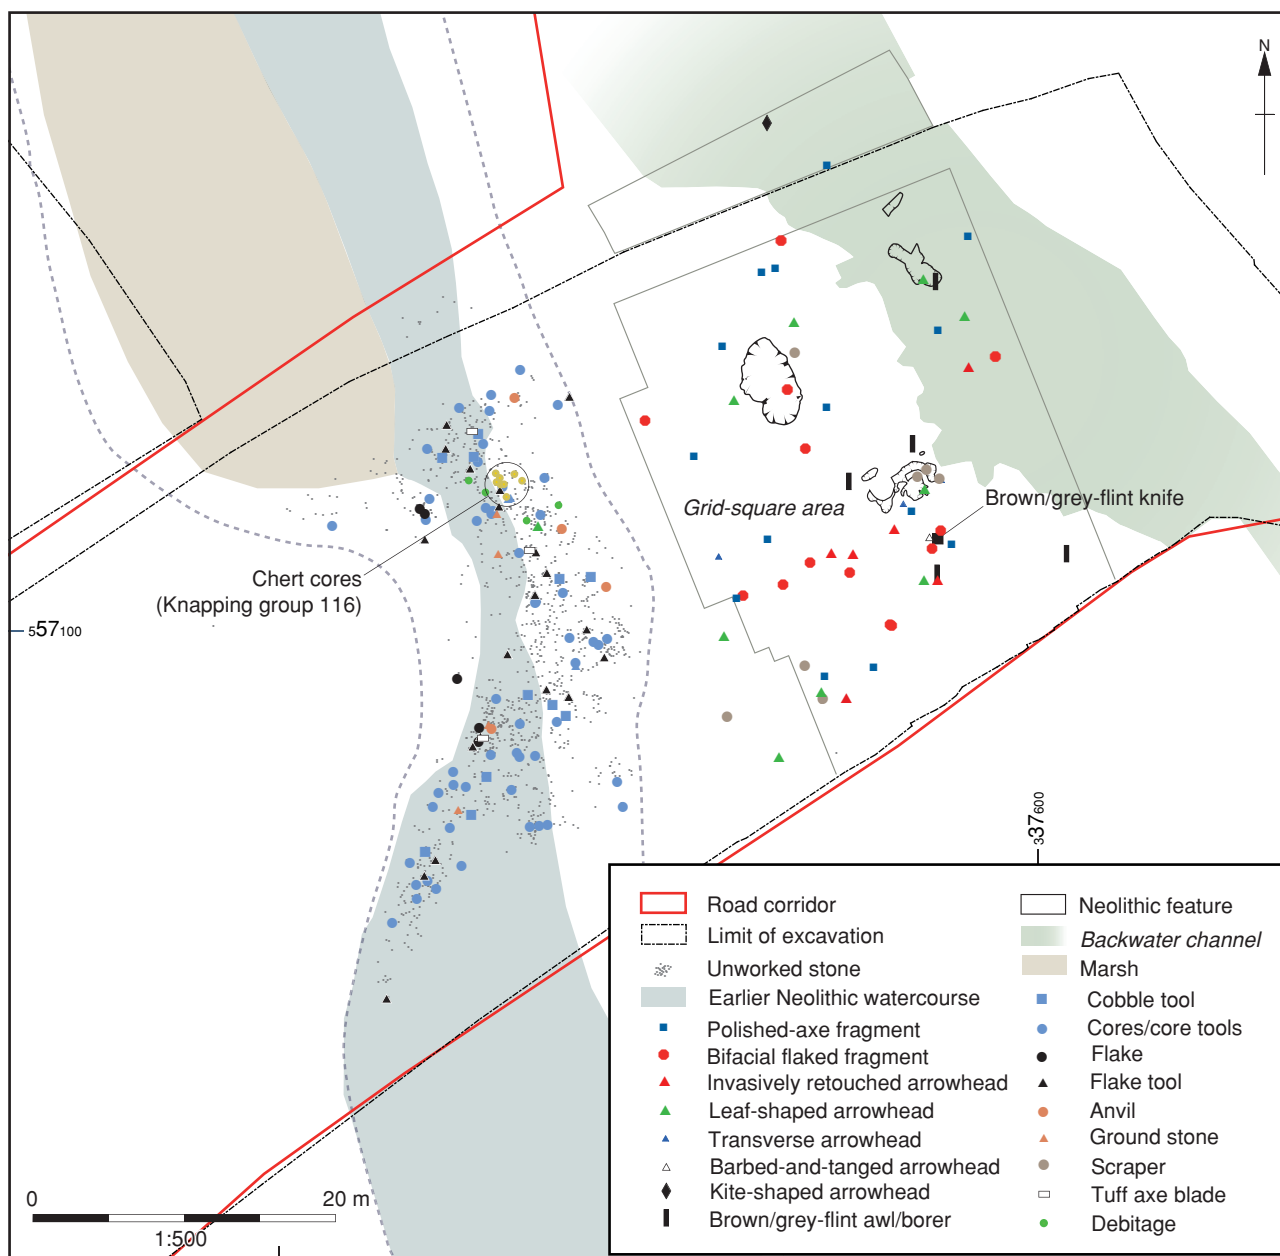 N
Grid-square area
Brown/grey-flint knife
Chert cores
(Knapping group 116)
557100
337600
Road corridor
Limit of excavation
Unworked stone
Earlier Neolithic watercourse
Polished-axe fragment
Bifacial flaked fragment
Invasively retouched arrowhead
Leaf-shaped arrowhead
Transverse arrowhead
Barbed-and-tanged arrowhead
Kite-shaped arrowhead
Brown/grey-flint awl/borer
Neolithic feature
Backwater channel
Marsh
Cobble tool
Cores/core tools
Flake
Flake tool
Anvil
Ground stone
Scraper
Tuff axe blade
Debitage
0 20 m
1:500